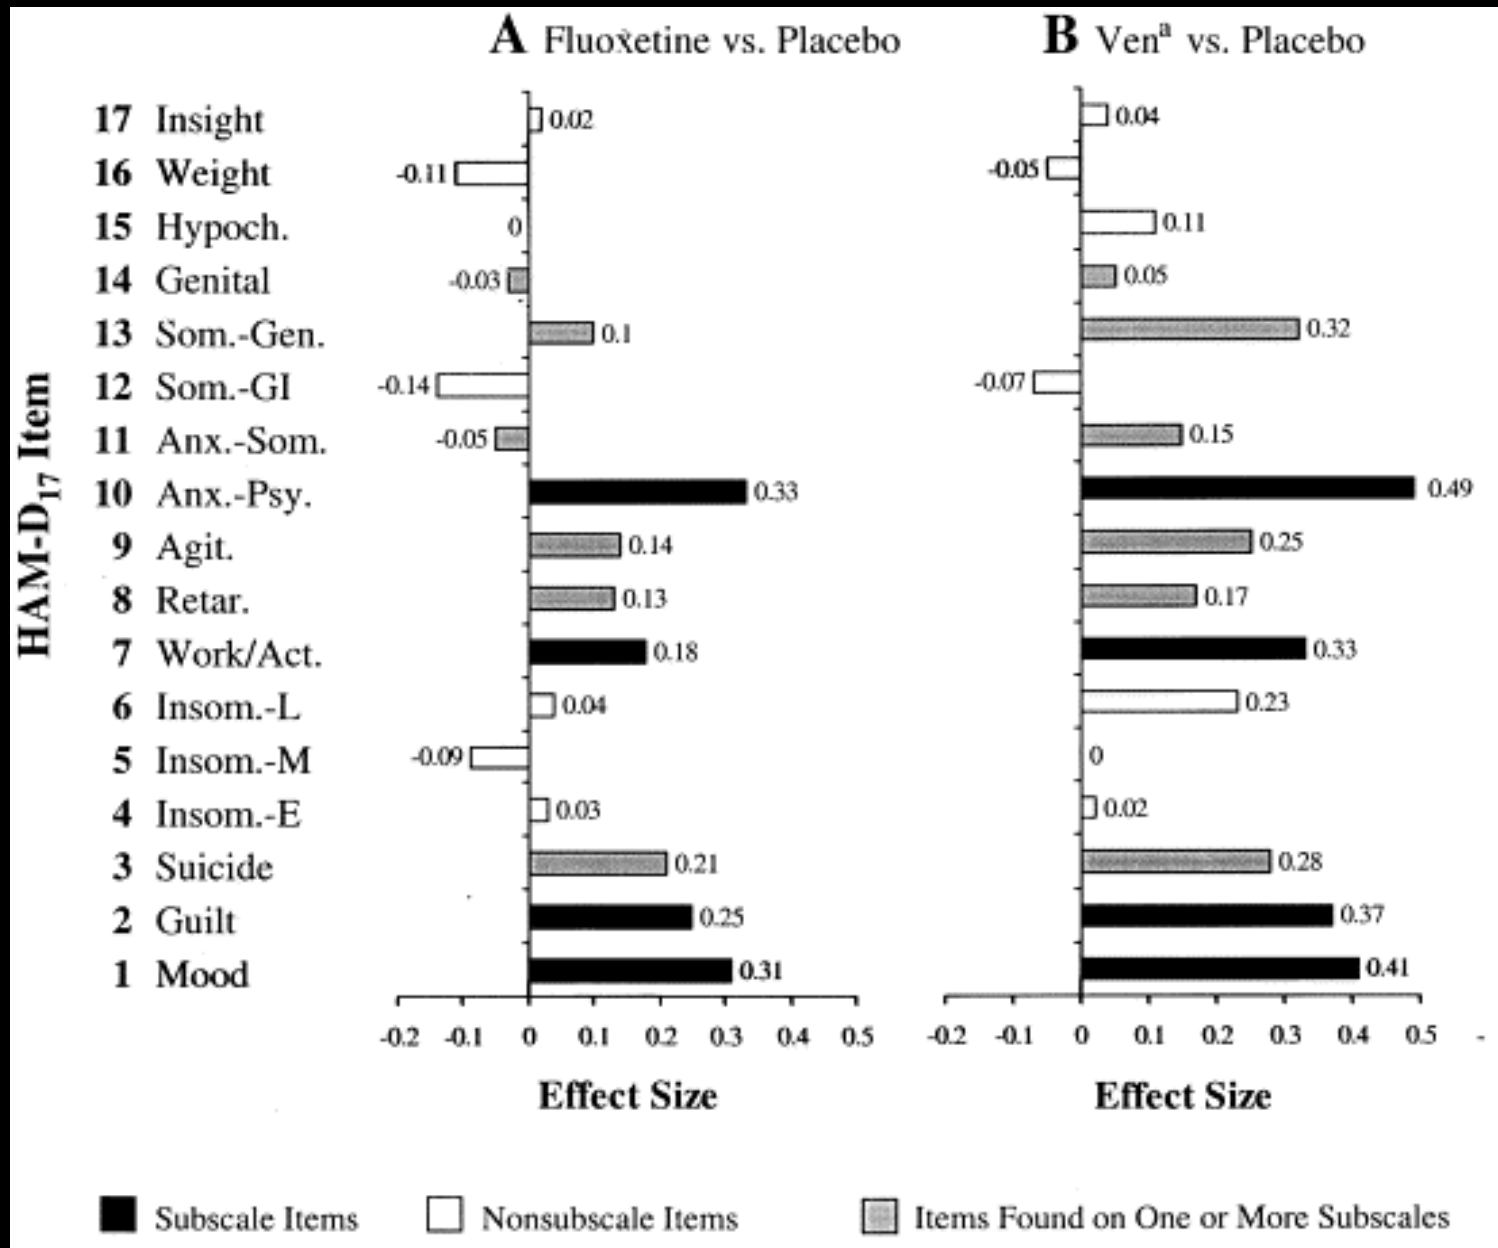 A Fluoxetine vs. Placebo
B Venª vs. Placebo
HAM-D17 Item
17 Insight 0.02 0.04
16 Weight -0.11 -0.05
15 Hypoch. 0 0.11
14 Genital -0.03 0.05
13 Som.-Gen. 0.1 0.32
12 Som.-GI -0.14 -0.07
11 Anx.-Som. -0.05 0.15
10 Anx.-Psy. 0.33 0.49
9 Agit. 0.14 0.25
8 Retar. 0.13 0.17
7 Work/Act. 0.18 0.33
6 Insom.-L 0.04 0.23
5 Insom.-M -0.09 0
4 Insom.-E 0.03 0.02
3 Suicide 0.21 0.28
2 Guilt 0.25 0.37
1 Mood 0.31 0.41
-0.2 -0.1 0 0.1 0.2 0.3 0.4 0.5
-0.2 -0.1 0 0.1 0.2 0.3 0.4 0.5 -
Effect Size
Effect Size
Subscale Items
Nonsubscale Items
Items Found on One or More Subscales